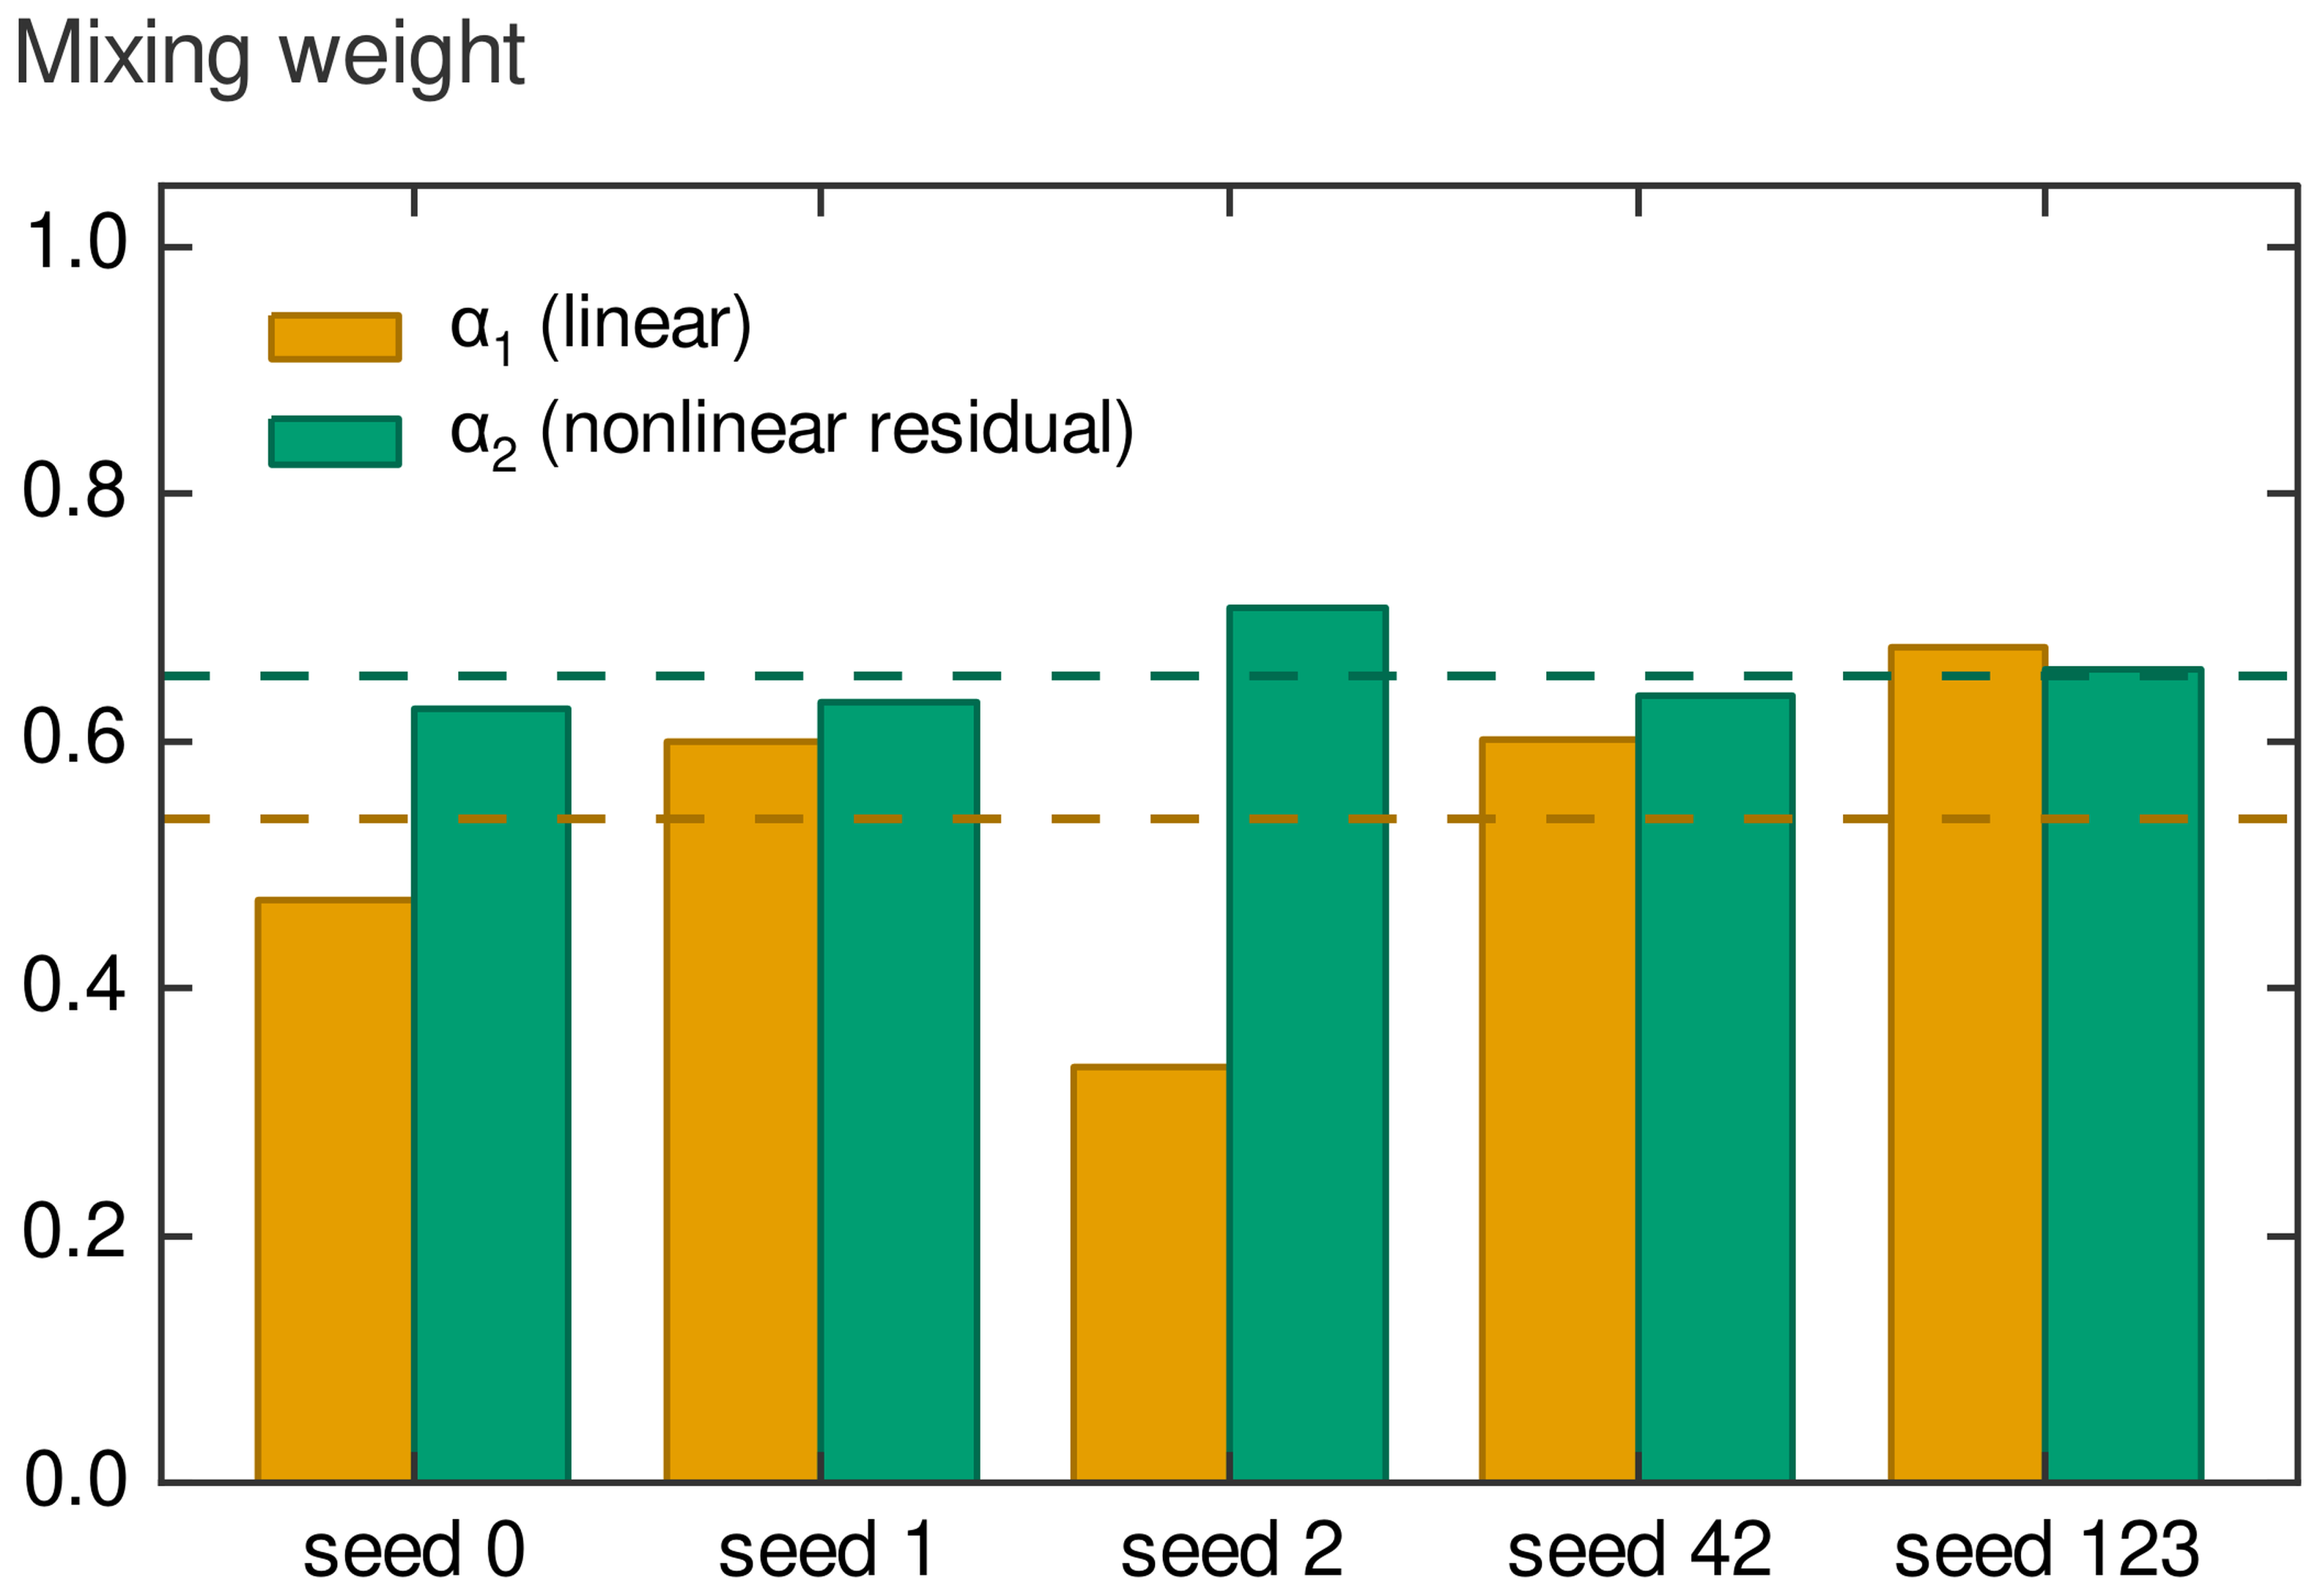 Mixing weight
1.0
α₁ (linear)
α₂ (nonlinear residual)
0.8
0.6
0.4
0.2
0.0
seed 0 seed 1 seed 2 seed 42 seed 123